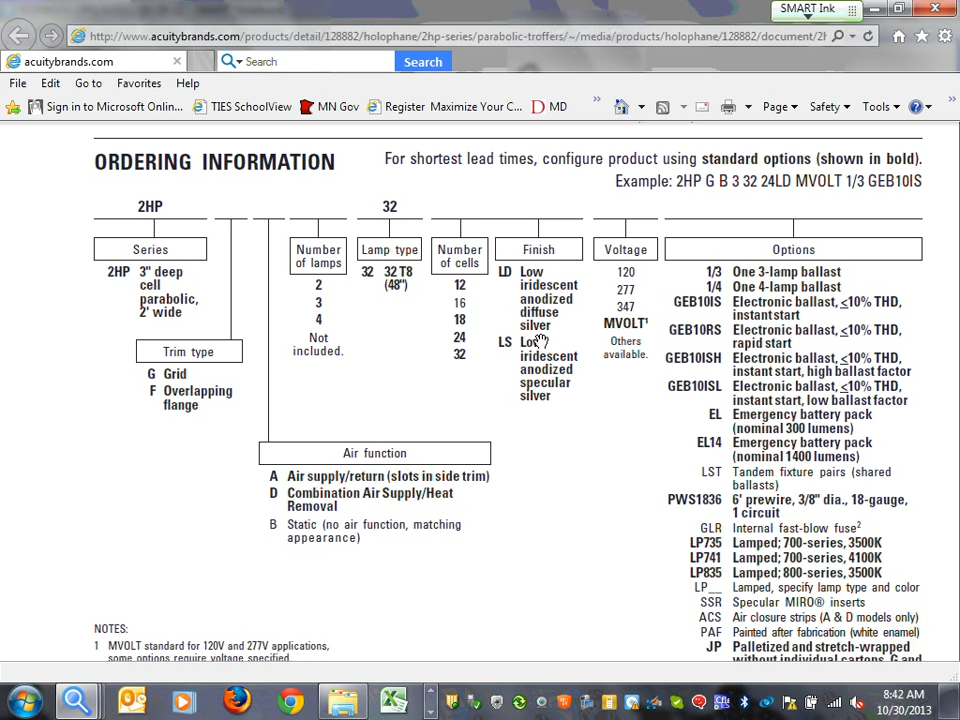 SMART Ink
http://www.acuitybrands.com/products/detail/128882/holophane/2hp-series/parabolic-troffers/~/media/products/holophane/128882/document/2H
acuitybrands.com
Search
Search
File Edit Go to Favorites Help
Sign in to Microsoft Onlin... TIES SchoolView MN Gov Register Maximize Your C... MD » Page Safety Tools »
ORDERING INFORMATION
For shortest lead times, configure product using standard options (shown in bold).
Example: 2HP G B 3 32 24LD MVOLT 1/3 GEB10IS
2HP 32
Series
2HP 3" deep
cell
parabolic,
2' wide
Trim type
G Grid
F Overlapping
flange
Air function
A Air supply/return (slots in side trim)
D Combination Air Supply/Heat
Removal
B Static (no air function, matching
appearance)
Number
of lamps
2
3
4
Not
included.
Lamp type
32 32 T8
(48")
Number
of cells
12
16
18
24
32
Finish
LD Low
iridescent
anodized
diffuse
silver
LS Low
iridescent
anodized
specular
silver
Voltage
120
277
347
MVOLT1
Others
available.
Options
1/3 One 3-lamp ballast
1/4 One 4-lamp ballast
GEB10IS Electronic ballast, ≤10% THD,
instant start
GEB10RS Electronic ballast, ≤10% THD,
rapid start
GEB10ISH Electronic ballast, ≤10% THD,
instant start, high ballast factor
GEB10ISL Electronic ballast, ≤10% THD,
instant start, low ballast factor
EL Emergency battery pack
(nominal 300 lumens)
EL14 Emergency battery pack
(nominal 1400 lumens)
LST Tandem fixture pairs (shared
ballasts)
PWS1836 6' prewire, 3/8" dia., 18-gauge,
1 circuit
GLR Internal fast-blow fuse2
LP735 Lamped; 700-series, 3500K
LP741 Lamped; 700-series, 4100K
LP835 Lamped; 800-series, 3500K
LP__ Lamped, specify lamp type and color
SSR Specular MIRO® inserts
ACS Air closure strips (A & D models only)
PAF Painted after fabrication (white enamel)
JP Palletized and stretch-wrapped
without individual cartons. G and
NOTES:
1 MVOLT standard for 120V and 277V applications,
some options require voltage specified.
8:42 AM
10/30/2013